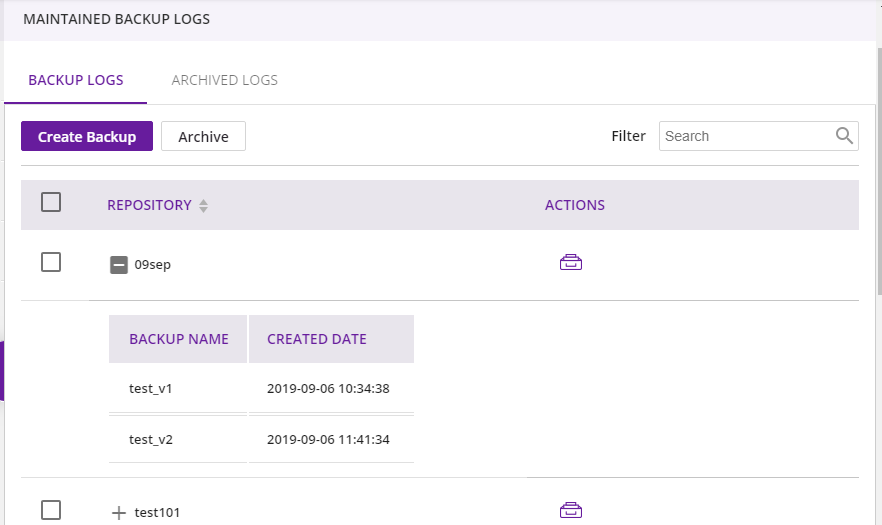 MAINTAINED BACKUP LOGS
BACKUP LOGS ARCHIVED LOGS
Create Backup Archive Filter Search
REPOSITORY ACTIONS
09sep
BACKUP NAME CREATED DATE
test_v1 2019-09-06 10:34:38
test_v2 2019-09-06 11:41:34
test101